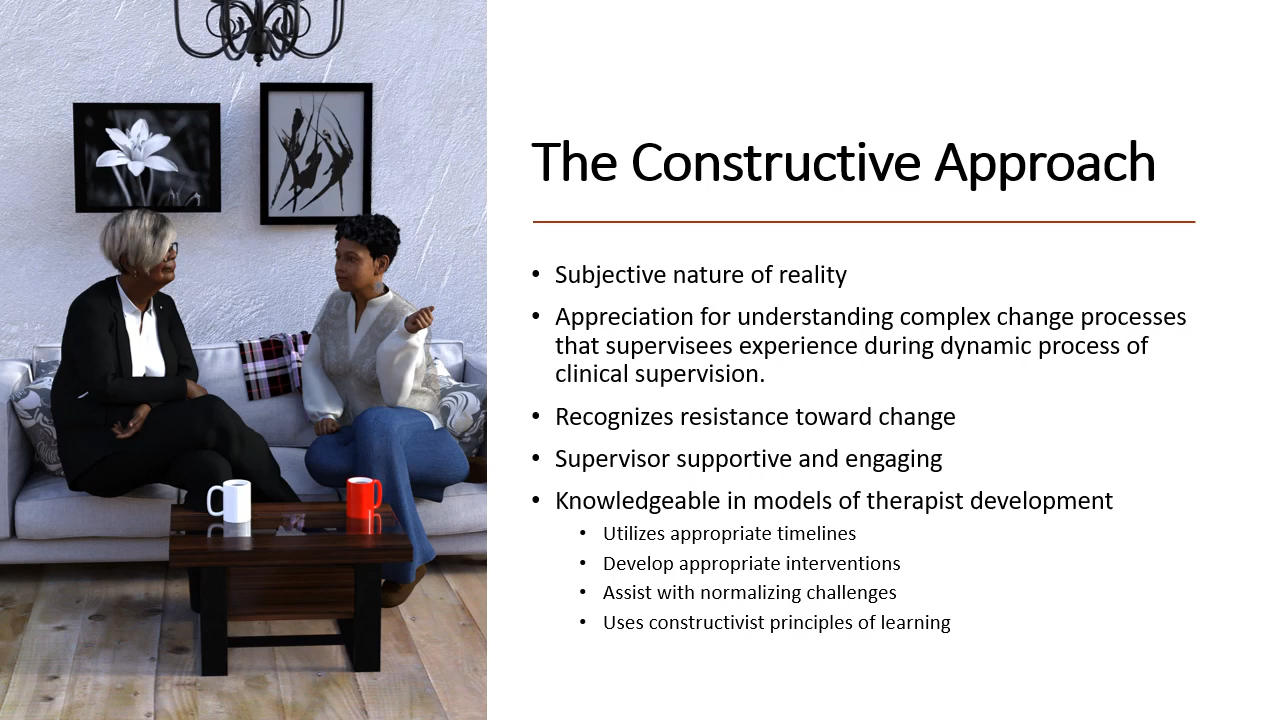 The Constructive Approach
• Subjective nature of reality
• Appreciation for understanding complex change processes
that supervisees experience during dynamic process of
clinical supervision.
• Recognizes resistance toward change
• Supervisor supportive and engaging
• Knowledgeable in models of therapist development
• Utilizes appropriate timelines
• Develop appropriate interventions
• Assist with normalizing challenges
• Uses constructivist principles of learning